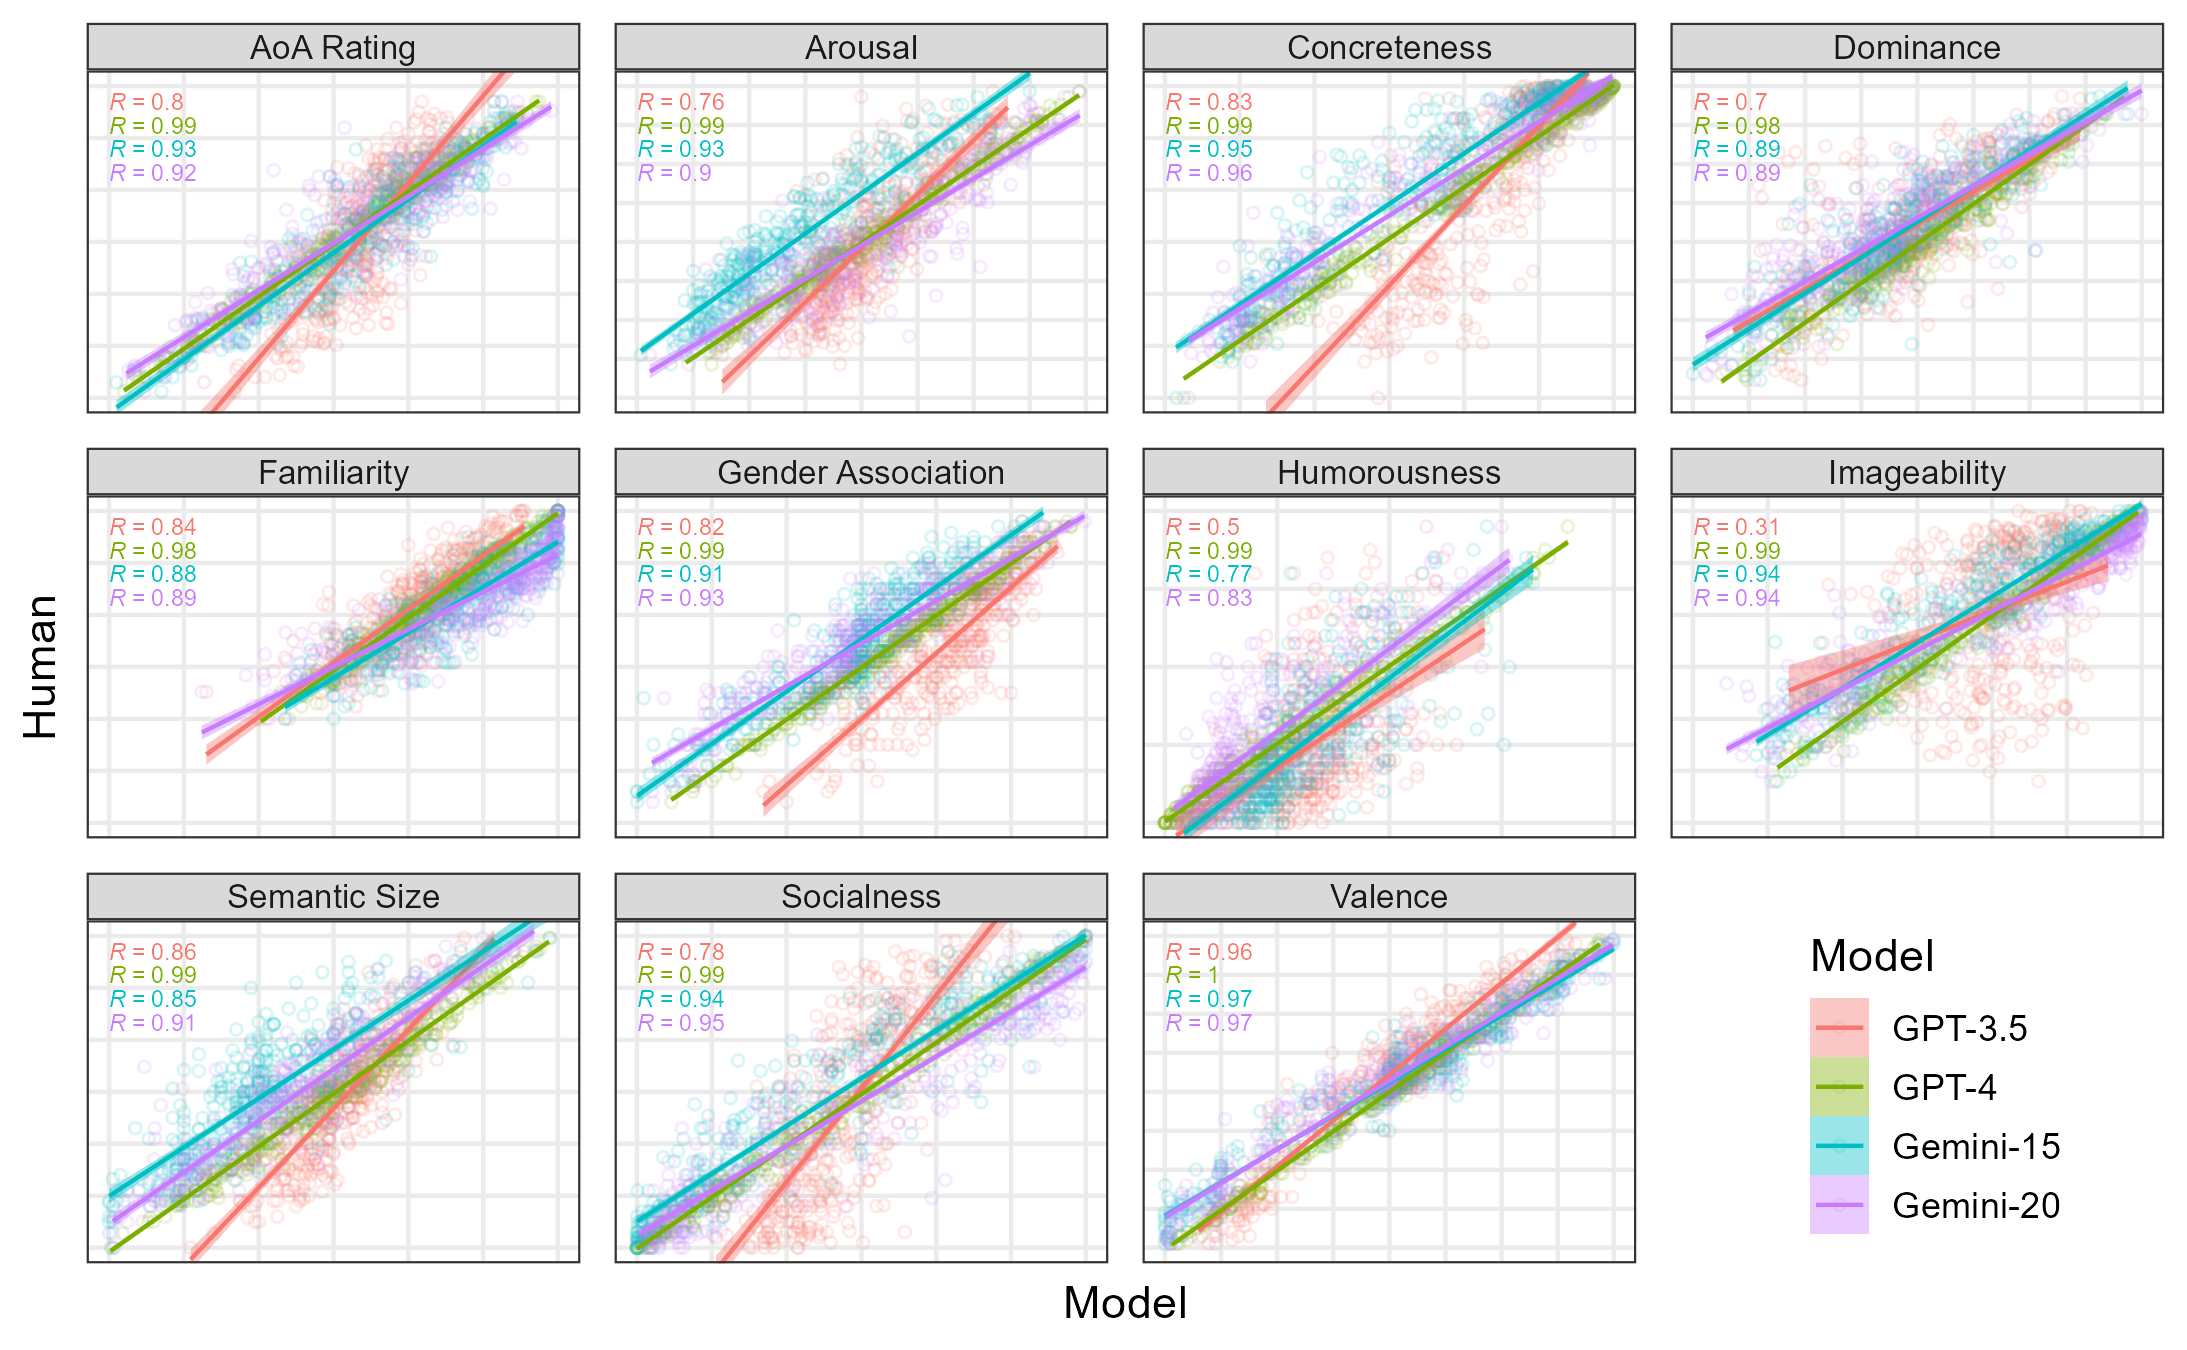 AoA Rating
R = 0.8
R = 0.99
R = 0.93
R = 0.92
Arousal
R = 0.76
R = 0.99
R = 0.93
R = 0.9
Concreteness
R = 0.83
R = 0.99
R = 0.95
R = 0.96
Dominance
R = 0.7
R = 0.98
R = 0.89
R = 0.89
Familiarity
R = 0.84
R = 0.98
R = 0.88
R = 0.89
Gender Association
R = 0.82
R = 0.99
R = 0.91
R = 0.93
Humorousness
R = 0.5
R = 0.99
R = 0.77
R = 0.83
Imageability
R = 0.31
R = 0.99
R = 0.94
R = 0.94
Human
Semantic Size
R = 0.86
R = 0.99
R = 0.85
R = 0.91
Socialness
R = 0.78
R = 0.99
R = 0.94
R = 0.95
Valence
R = 0.96
R = 1
R = 0.97
R = 0.97
Model
GPT-3.5
GPT-4
Gemini-15
Gemini-20
Model